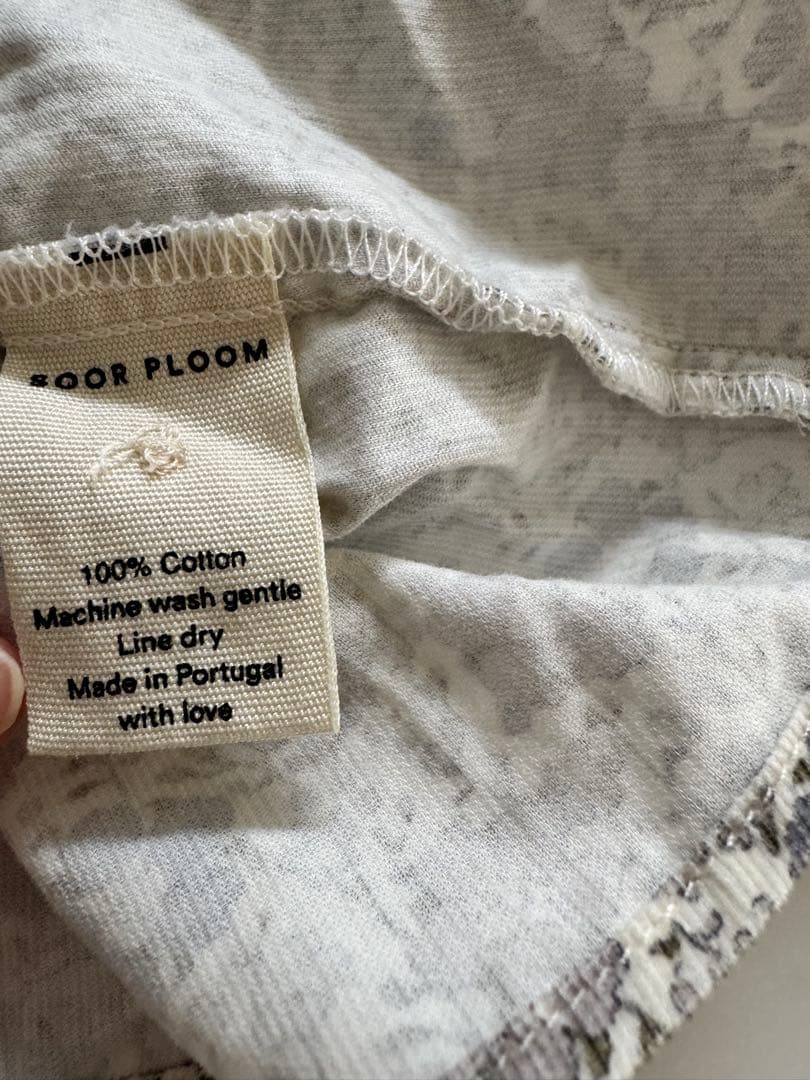 SOOR PLOOM
100% Cotton
Machine wash gentle
Line dry
Made in Portugal
with love